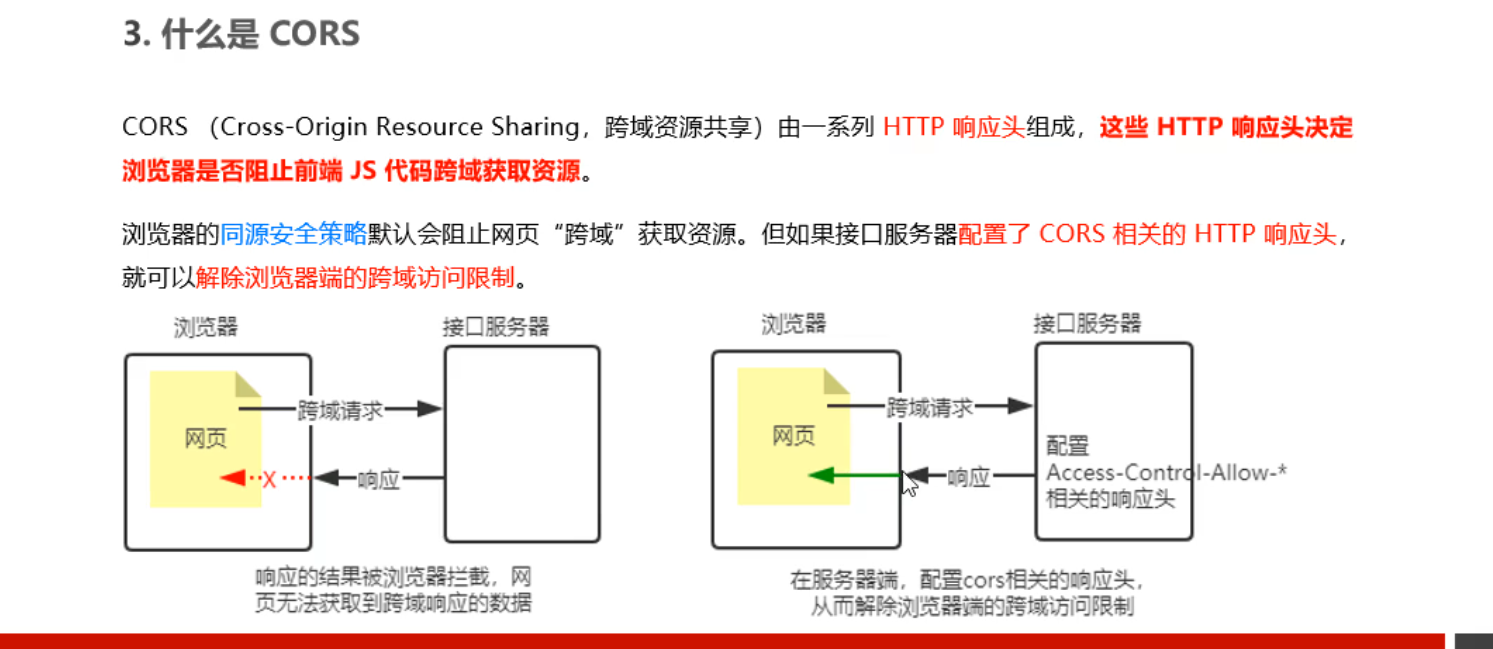 3. 什么是 CORS
CORS （Cross-Origin Resource Sharing，跨域资源共享）由一系列 HTTP 响应头组成，这些 HTTP 响应头决定
浏览器是否阻止前端 JS 代码跨域获取资源。
浏览器的同源安全策略默认会阻止网页“跨域”获取资源。但如果接口服务器配置了 CORS 相关的 HTTP 响应头，
就可以解除浏览器端的跨域访问限制。
浏览器
接口服务器
跨域请求
网页
X
响应
响应的结果被浏览器拦截，网
页无法获取到跨域响应的数据
浏览器
接口服务器
跨域请求
网页
响应
配置
Access-Control-Allow-*
相关的响应头
在服务器端，配置cors相关的响应头，
从而解除浏览器端的跨域访问限制